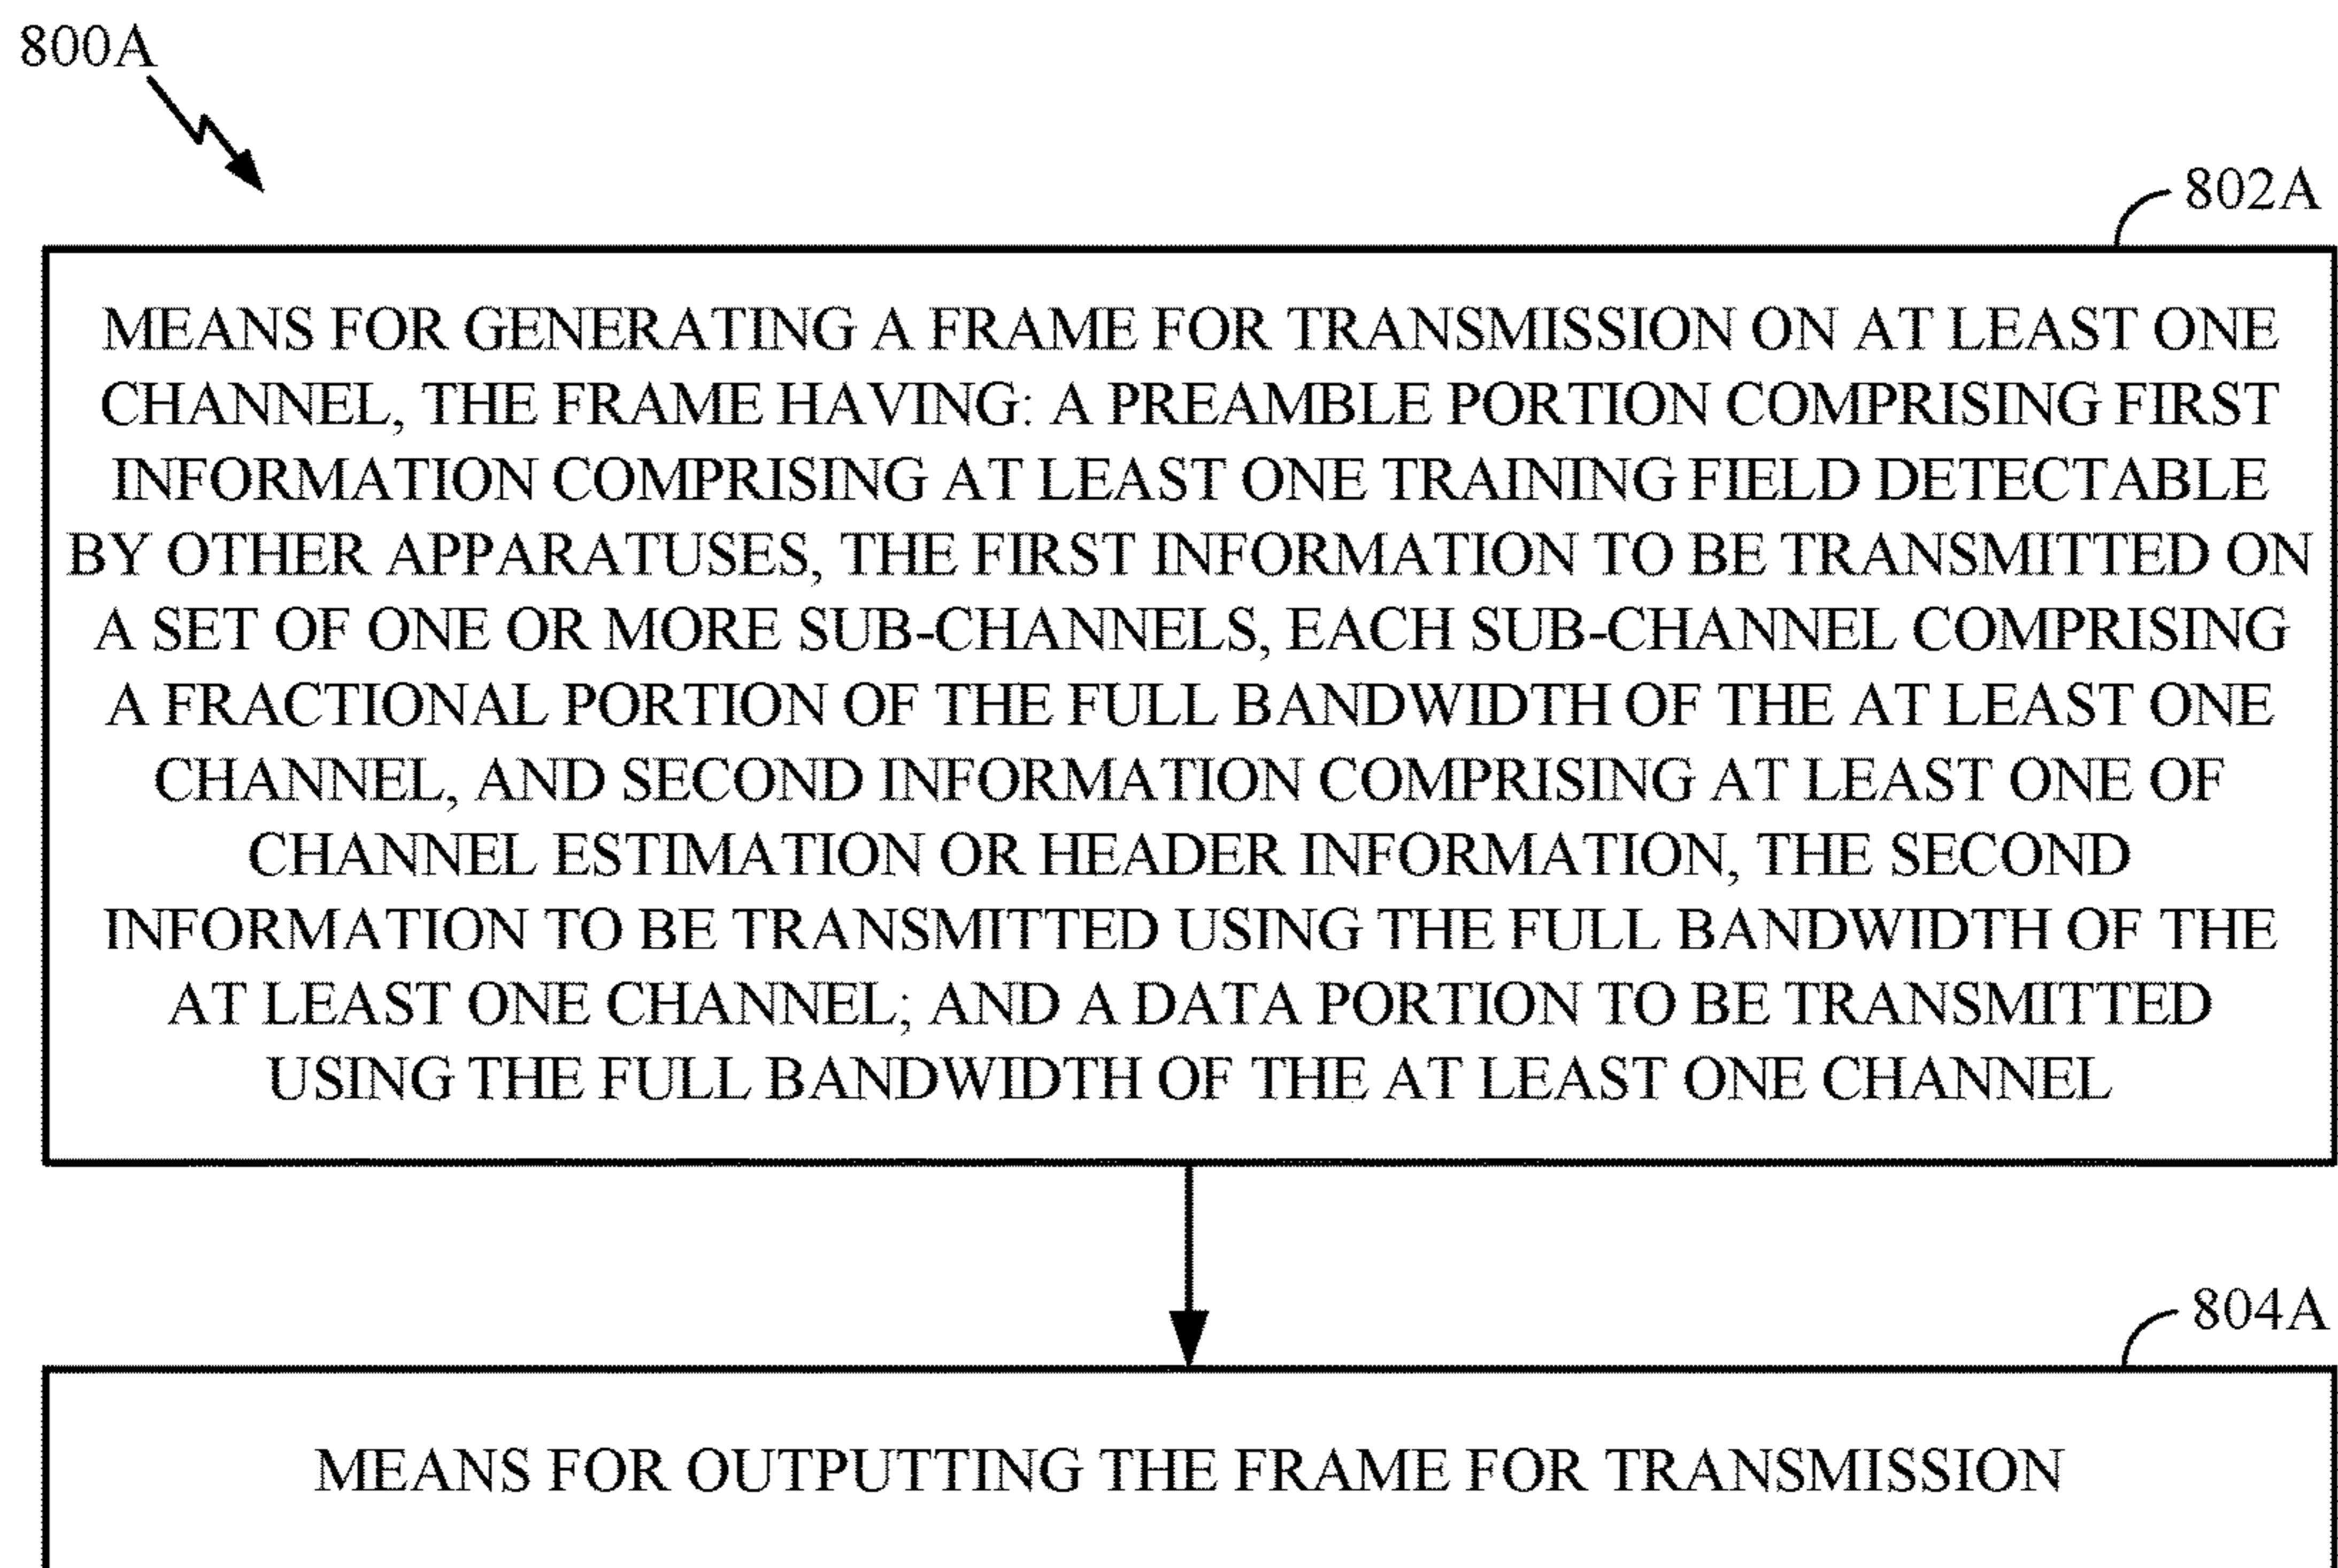 800A
802A
MEANS FOR GENERATING A FRAME FOR TRANSMISSION ON AT LEAST ONE
CHANNEL, THE FRAME HAVING: A PREAMBLE PORTION COMPRISING FIRST
INFORMATION COMPRISING AT LEAST ONE TRAINING FIELD DETECTABLE
BY OTHER APPARATUSES, THE FIRST INFORMATION TO BE TRANSMITTED ON
A SET OF ONE OR MORE SUB-CHANNELS, EACH SUB-CHANNEL COMPRISING
A FRACTIONAL PORTION OF THE FULL BANDWIDTH OF THE AT LEAST ONE
CHANNEL, AND SECOND INFORMATION COMPRISING AT LEAST ONE OF
CHANNEL ESTIMATION OR HEADER INFORMATION, THE SECOND
INFORMATION TO BE TRANSMITTED USING THE FULL BANDWIDTH OF THE
AT LEAST ONE CHANNEL; AND A DATA PORTION TO BE TRANSMITTED
USING THE FULL BANDWIDTH OF THE AT LEAST ONE CHANNEL
804A
MEANS FOR OUTPUTTING THE FRAME FOR TRANSMISSION